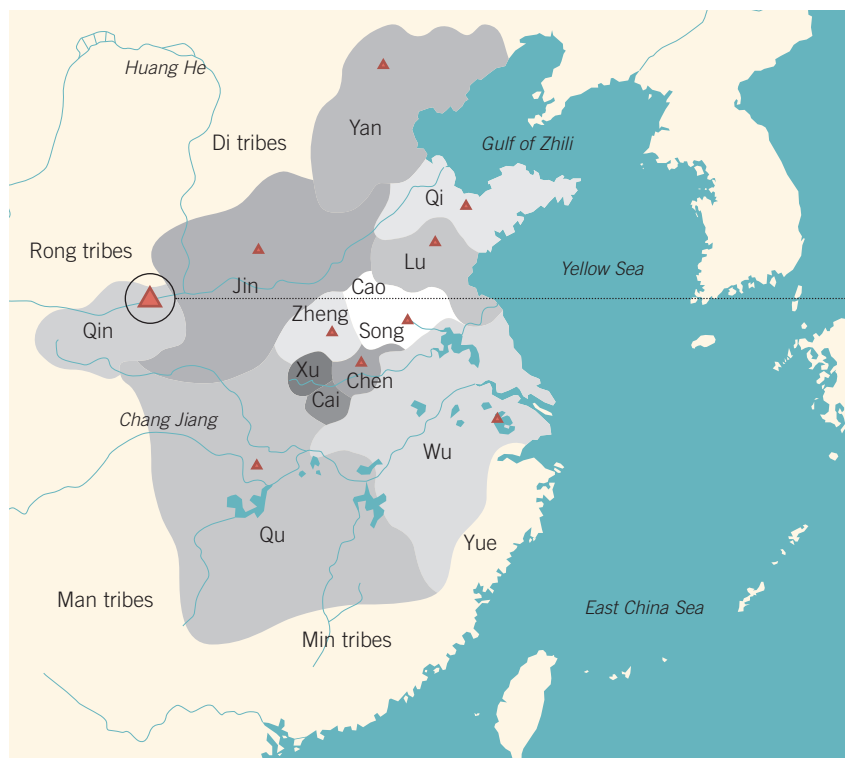 Huang He
Yan
Di tribes
Gulf of Zhili
Qi
Rong tribes
Lu
Yellow Sea
Jin
Cao
Zheng
Qin
Song
Xu
Chen
Cai
Chang Jiang
Wu
Qu
Yue
Man tribes
East China Sea
Min tribes